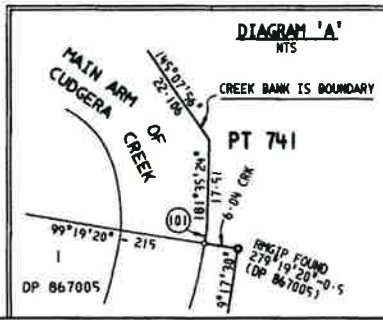 DIAGRAM 'A'
NTS
MAIN ARM
OF
CUDGERA
CREEK
145°07'56"
22·106
CREEK BANK IS BOUNDARY
PT 741
181°35'24"
17·51
6·04 CRK
101
99°19'20" - 215
RMGIP FOUND
279°19'20"-0·5
(DP 867005)
9°17'30"
1
DP 867005